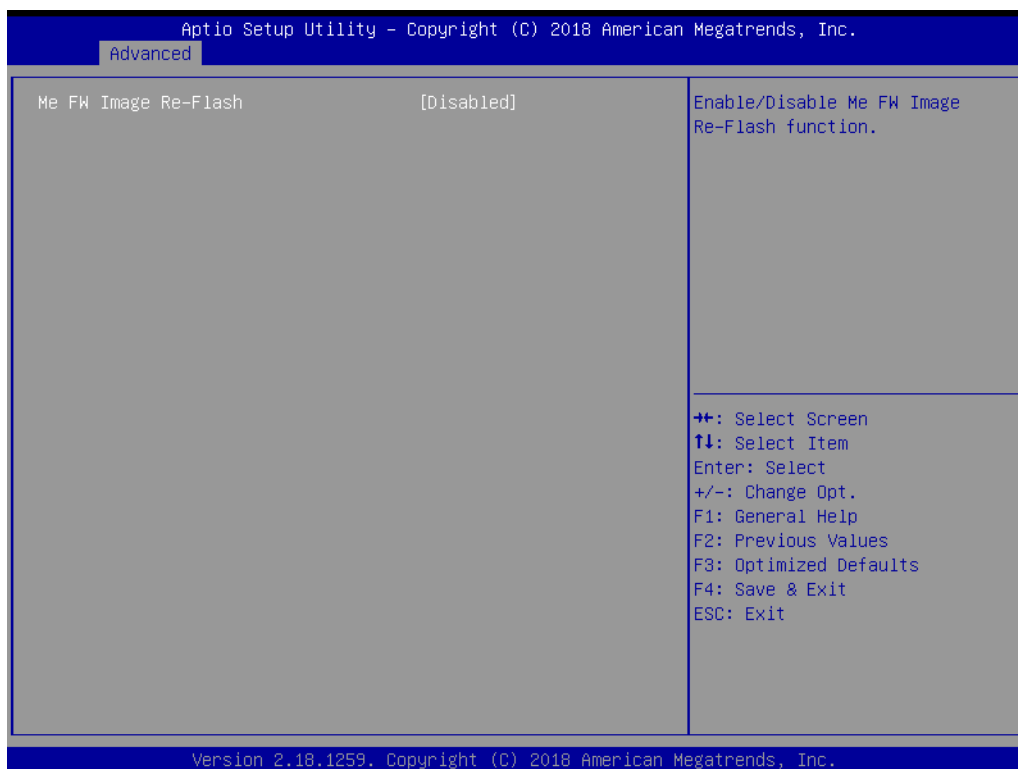 Aptio Setup Utility – Copyright (C) 2018 American Megatrends, Inc.
Advanced
Me FW Image Re-Flash [Disabled]
Enable/Disable Me FW Image
Re-Flash function.
→←: Select Screen
↑↓: Select Item
Enter: Select
+/-: Change Opt.
F1: General Help
F2: Previous Values
F3: Optimized Defaults
F4: Save & Exit
ESC: Exit
Version 2.18.1259. Copyright (C) 2018 American Megatrends, Inc.